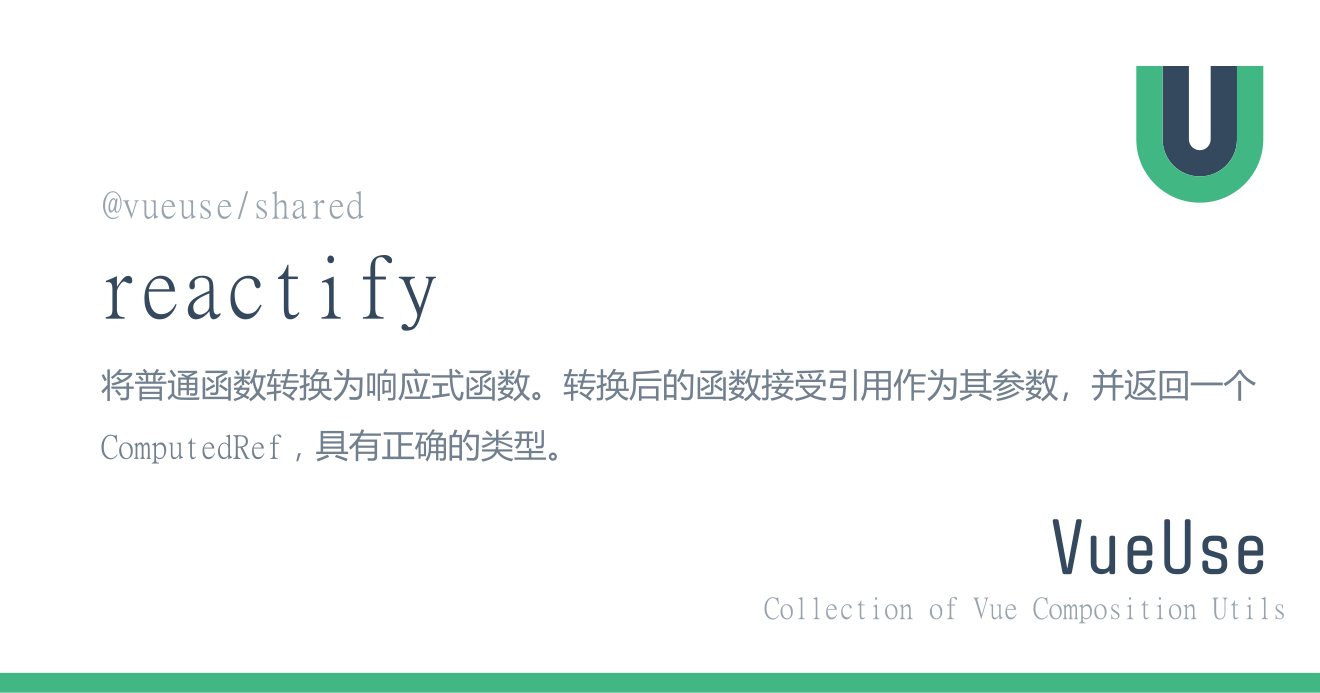 @vueuse/shared
reactify
将普通函数转换为响应式函数。转换后的函数接受引用作为其参数，并返回一个
ComputedRef，具有正确的类型。
VueUse
Collection of Vue Composition Utils